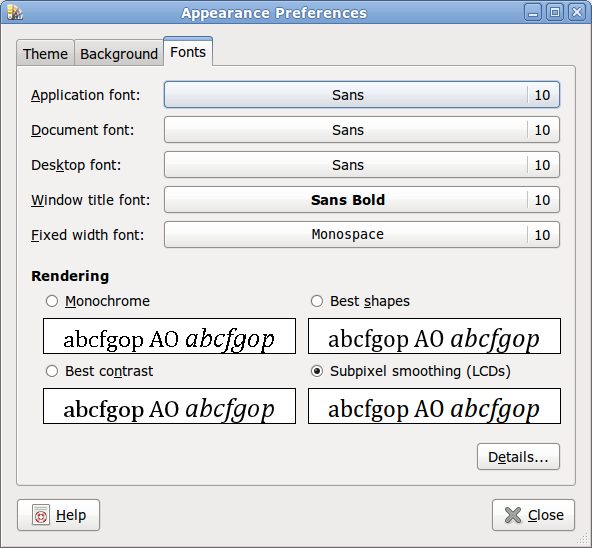 Appearance Preferences
Theme Background Fonts
Application font: Sans 10
Document font: Sans 10
Desktop font: Sans 10
Window title font: Sans Bold 10
Fixed width font: Monospace 10
Rendering
Monochrome Best shapes
abcfgop AO abcfgop abcfgop AO abcfgop
Best contrast Subpixel smoothing (LCDs)
abcfgop AO abcfgop abcfgop AO abcfgop
Details...
Help Close